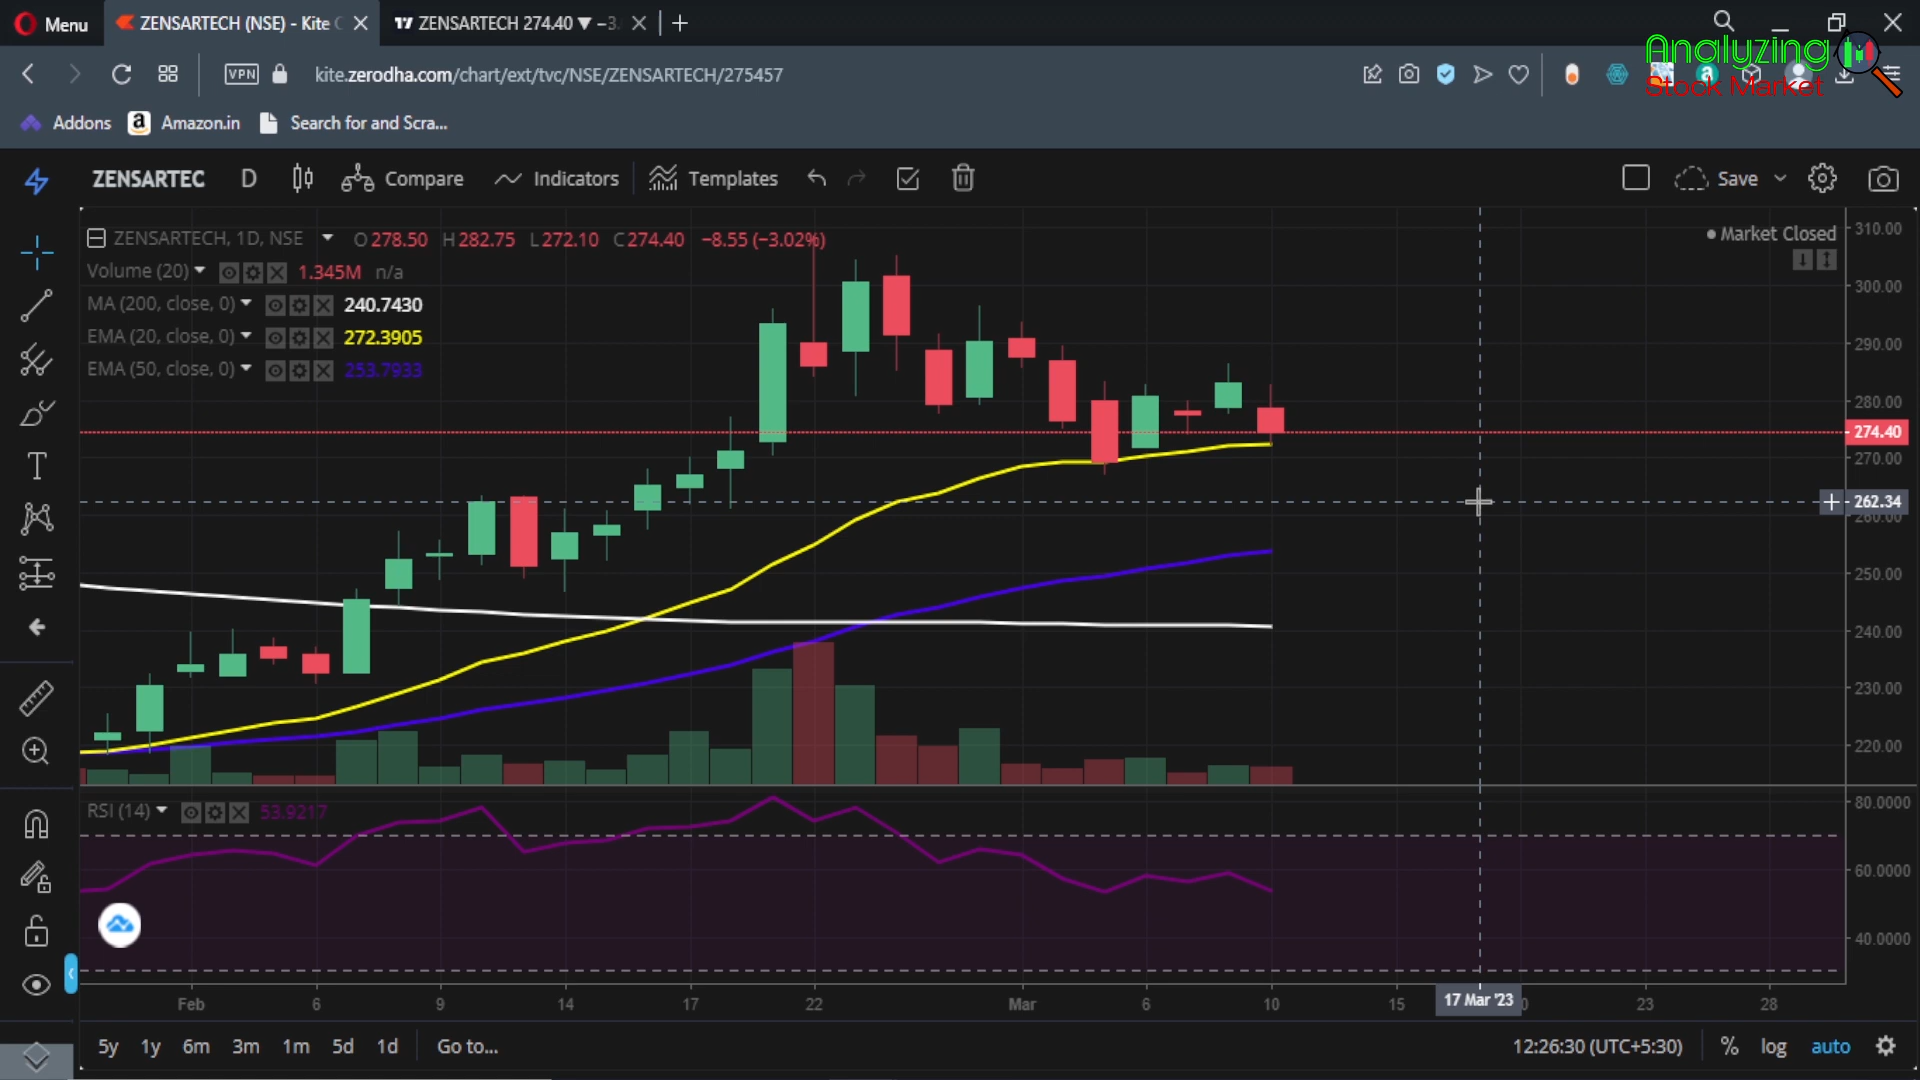 Menu
ZENSARTECH (NSE) - Kite C
ZENSARTECH 274.40 ▼ −3.
Analyzing
Stock Market
VPN
kite.zerodha.com/chart/ext/tvc/NSE/ZENSARTECH/275457
Addons
Amazon.in
Search for and Scra...
ZENSARTEC
D
Compare
Indicators
Templates
Save
ZENSARTECH, 1D, NSE
O278.50 H282.75 L272.10 C274.40 −8.55 (−3.02%)
Market Closed
Volume (20) 1.345M n/a
MA (200, close, 0) 240.7430
EMA (20, close, 0) 272.3905
EMA (50, close, 0) 253.7933
310.00
300.00
290.00
280.00
274.40
270.00
262.34
260.00
250.00
240.00
230.00
220.00
RSI (14) 53.9217
80.0000
60.0000
40.0000
Feb 6 9 14 17 22 Mar 6 10 15 17 Mar '23 23 28
5y 1y 6m 3m 1m 5d 1d Go to...
12:26:30 (UTC+5:30) % log auto